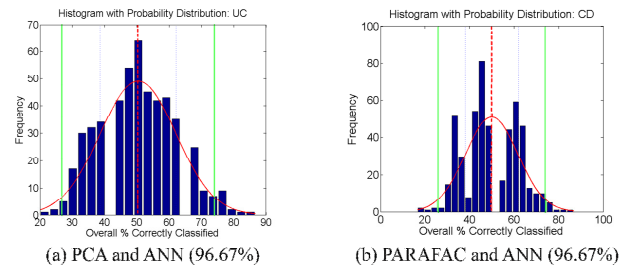 Histogram with Probability Distribution: UC
Frequency
70
60
50
40
30
20
10
0
20 30 40 50 60 70 80 90
Overall % Correctly Classified
(a) PCA and ANN (96.67%)
Histogram with Probability Distribution: CD
Frequency
100
80
60
40
20
0
0 20 40 60 80 100
Overall % Correctly Classified
(b) PARAFAC and ANN (96.67%)